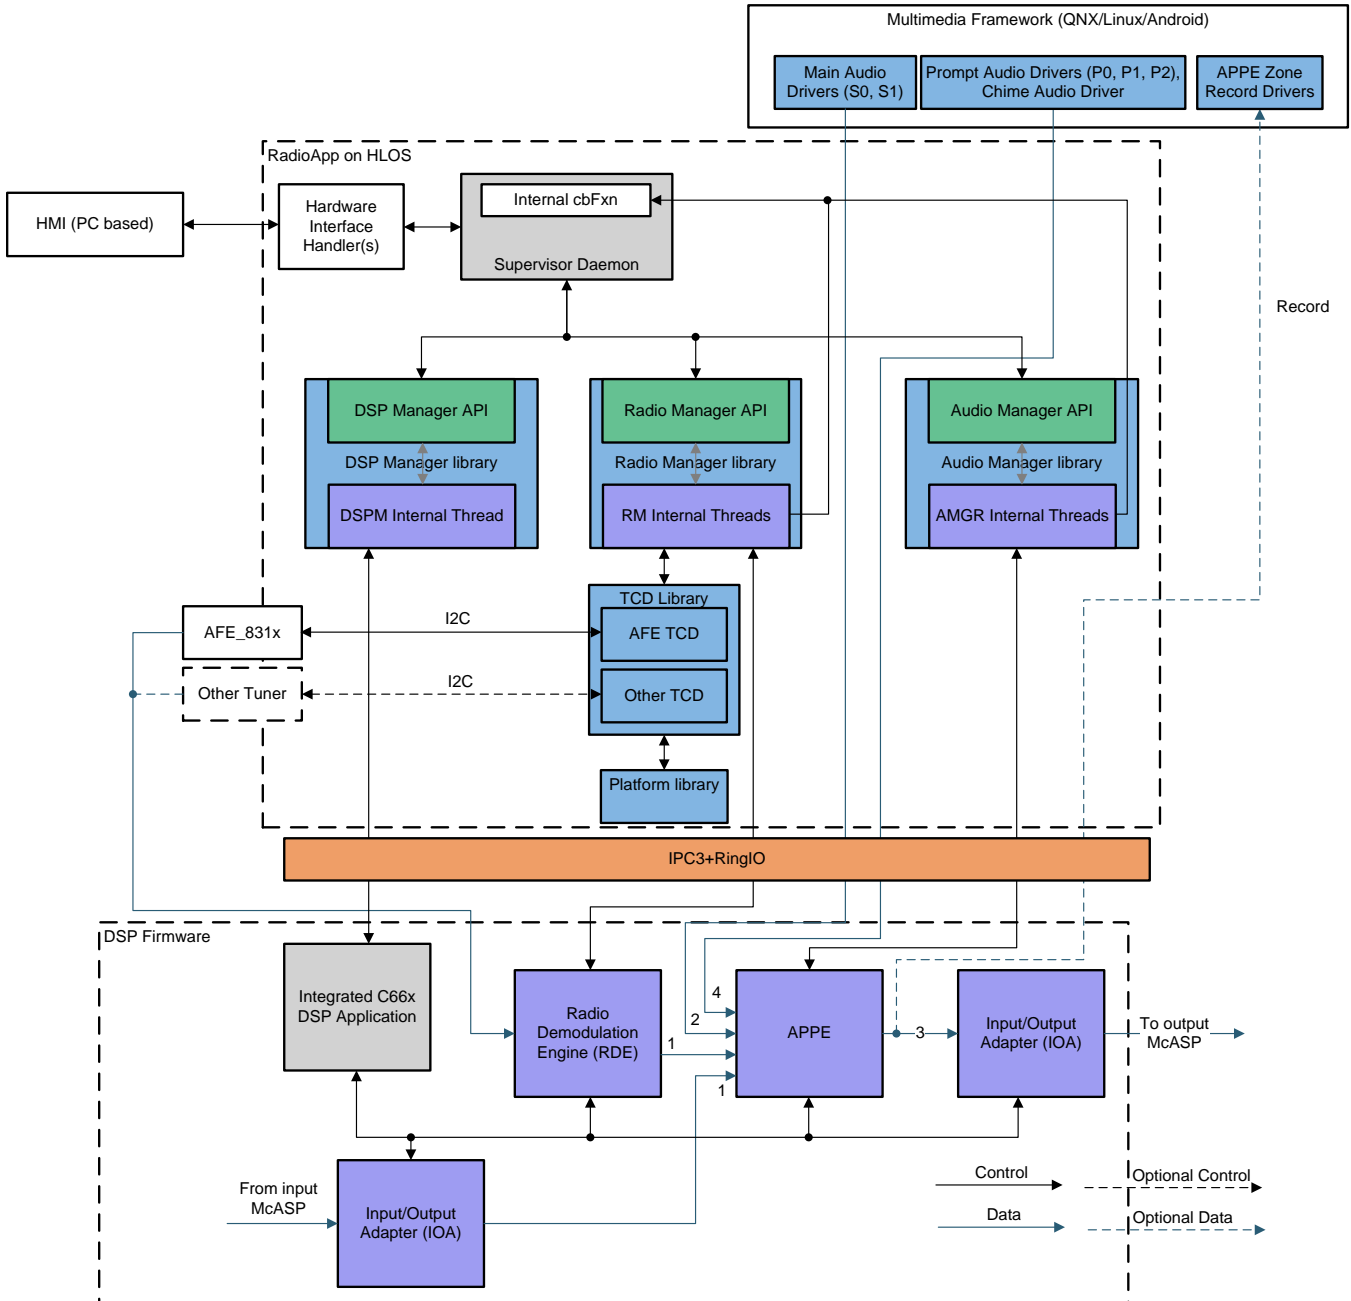 Multimedia Framework (QNX/Linux/Android)
Main Audio
Drivers (S0, S1)
Prompt Audio Drivers (P0, P1, P2),
Chime Audio Driver
APPE Zone
Record Drivers
RadioApp on HLOS
HMI (PC based)
Hardware
Interface
Handler(s)
Internal cbFxn
Supervisor Daemon
Record
DSP Manager API
DSP Manager library
DSPM Internal Thread
Radio Manager API
Radio Manager library
RM Internal Threads
Audio Manager API
Audio Manager library
AMGR Internal Threads
TCD Library
AFE TCD
Other TCD
AFE_831x
I2C
Other Tuner
I2C
Platform library
IPC3+RingIO
DSP Firmware
Integrated C66x
DSP Application
Radio
Demodulation
Engine (RDE)
4
2
1
1
APPE
3
Input/Output
Adapter (IOA)
To output
McASP
From input
McASP
Input/Output
Adapter (IOA)
Control
Optional Control
Data
Optional Data